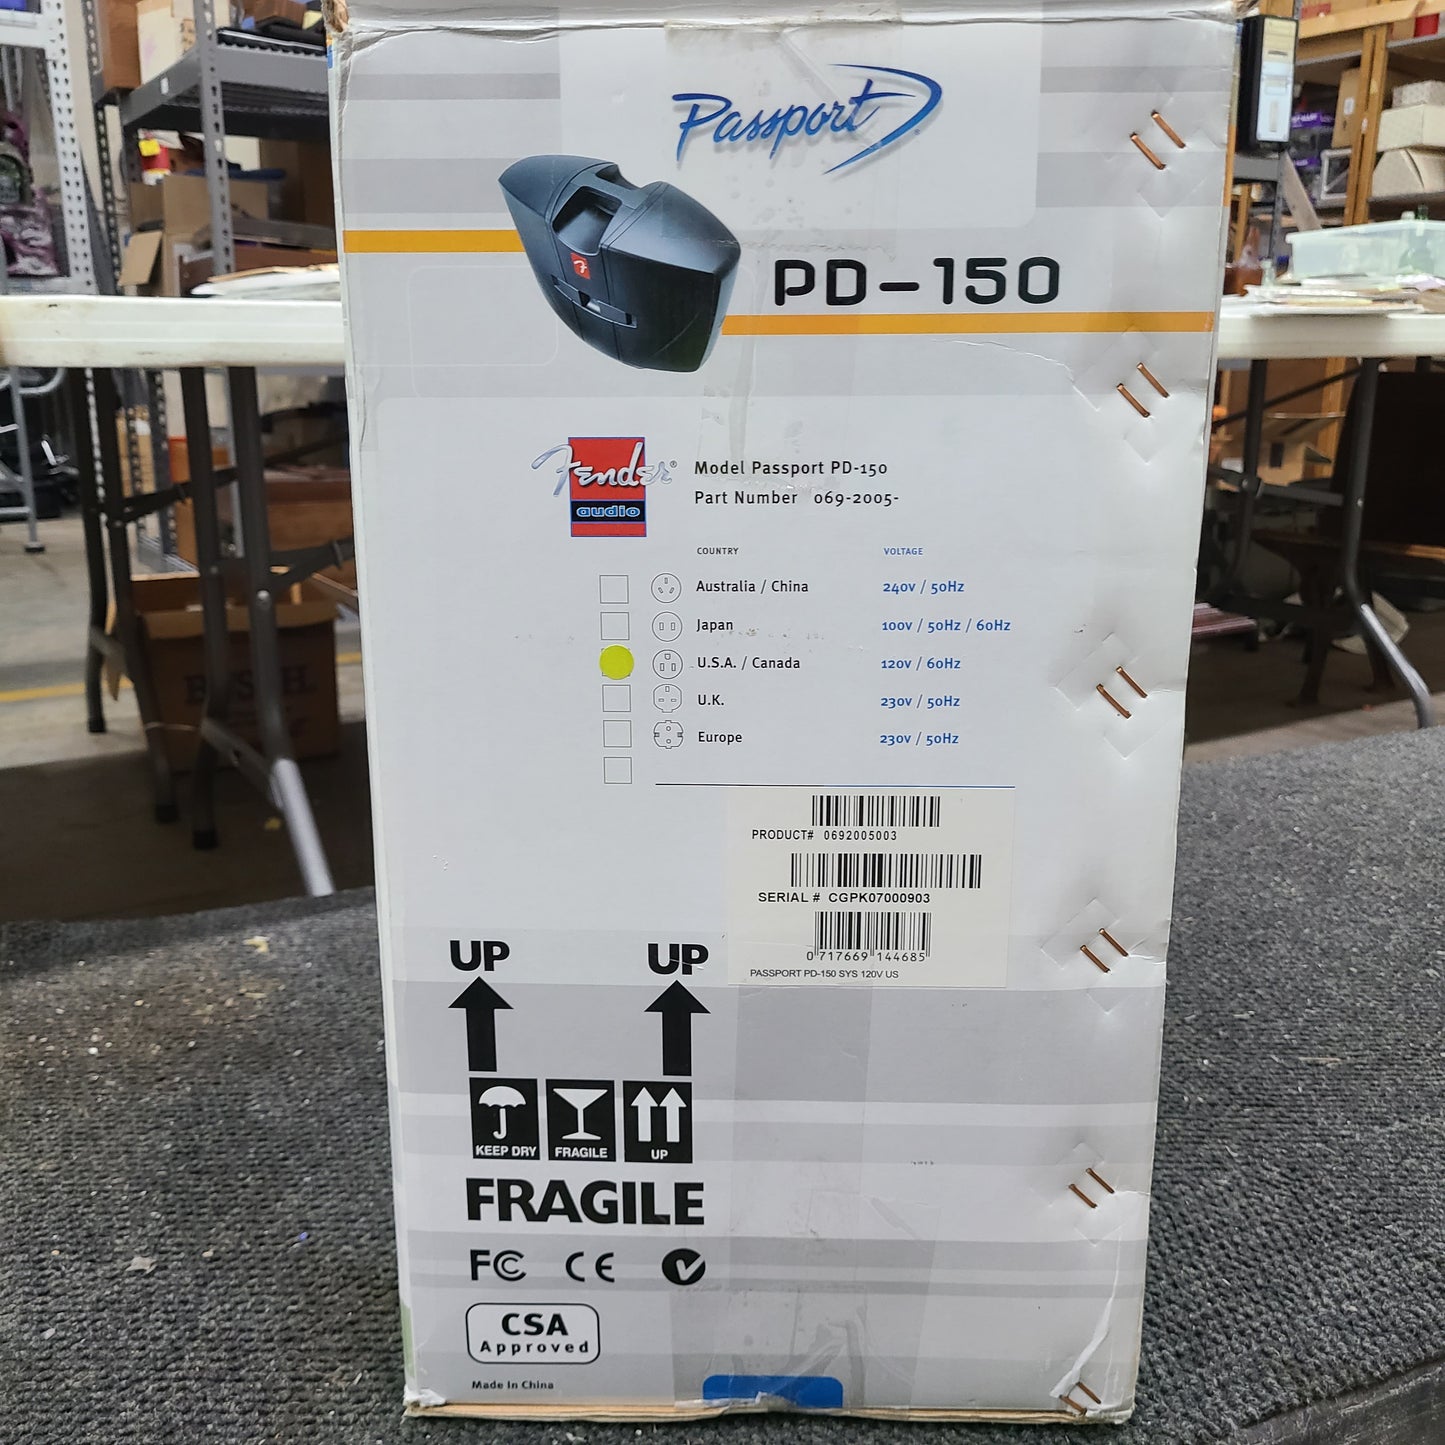 Passport
PD-150
Fender®
audio
Model Passport PD-150
Part Number 069-2005-
COUNTRY VOLTAGE
Australia / China 240v / 50Hz
Japan 100v / 50Hz / 60Hz
U.S.A. / Canada 120v / 60Hz
U.K. 230v / 50Hz
Europe 230v / 50Hz
PRODUCT# 0692005003
SERIAL # CGPK07000903
0 717669 144685
PASSPORT PD-150 SYS 120V US
UP UP
KEEP DRY FRAGILE UP
FRAGILE
FC CE
CSA
Approved
Made In China